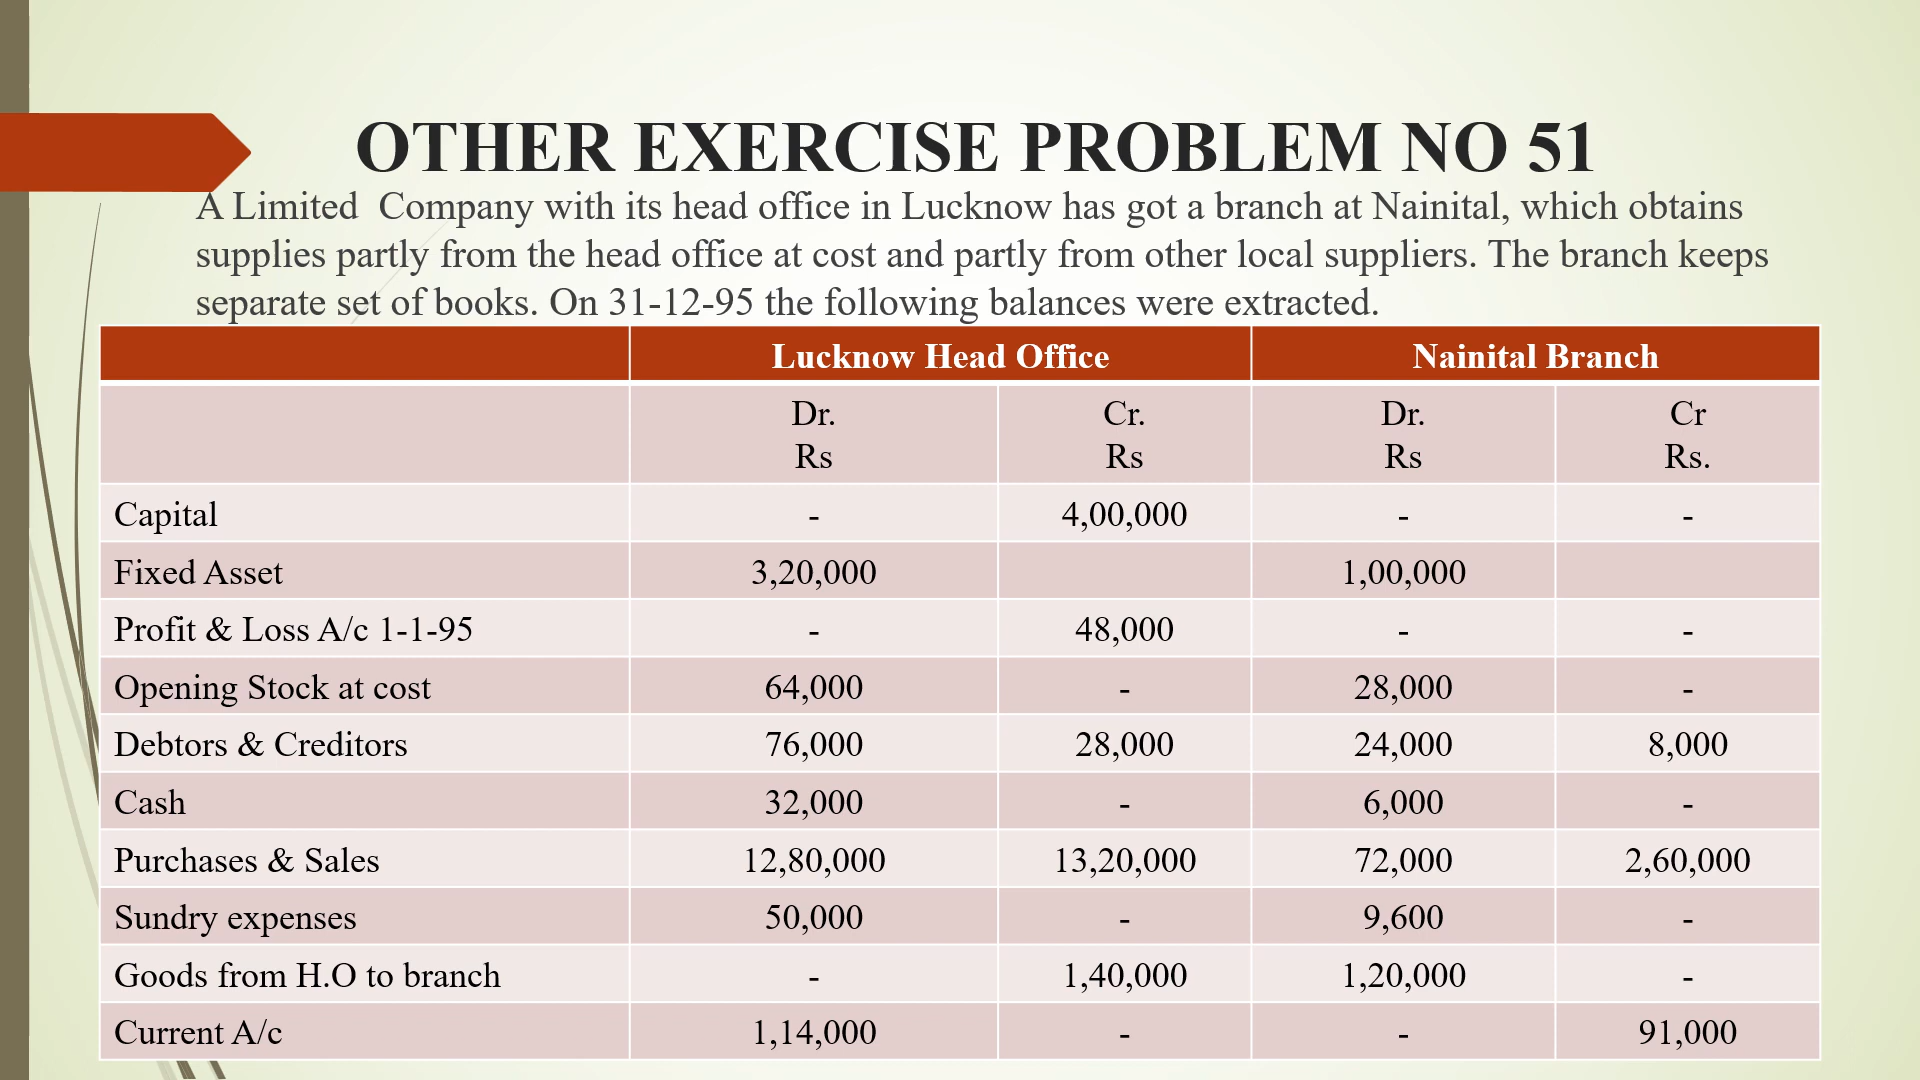 OTHER EXERCISE PROBLEM NO 51
A Limited  Company with its head office in Lucknow has got a branch at Nainital, which obtains
supplies partly from the head office at cost and partly from other local suppliers. The branch keeps
separate set of books. On 31-12-95 the following balances were extracted.
Lucknow Head Office Nainital Branch
Dr. Cr. Dr. Cr
Rs Rs Rs Rs.
Capital - 4,00,000 - -
Fixed Asset 3,20,000 1,00,000
Profit & Loss A/c 1-1-95 - 48,000 - -
Opening Stock at cost 64,000 - 28,000 -
Debtors & Creditors 76,000 28,000 24,000 8,000
Cash 32,000 - 6,000 -
Purchases & Sales 12,80,000 13,20,000 72,000 2,60,000
Sundry expenses 50,000 - 9,600 -
Goods from H.O to branch - 1,40,000 1,20,000 -
Current A/c 1,14,000 - - 91,000